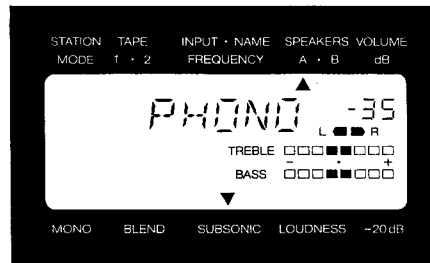 STATION TAPE INPUT · NAME SPEAKERS VOLUME
MODE 1 · 2 FREQUENCY A · B dB
PHONO -35
L R
TREBLE
- · +
BASS
MONO BLEND SUBSONIC LOUDNESS -20 dB